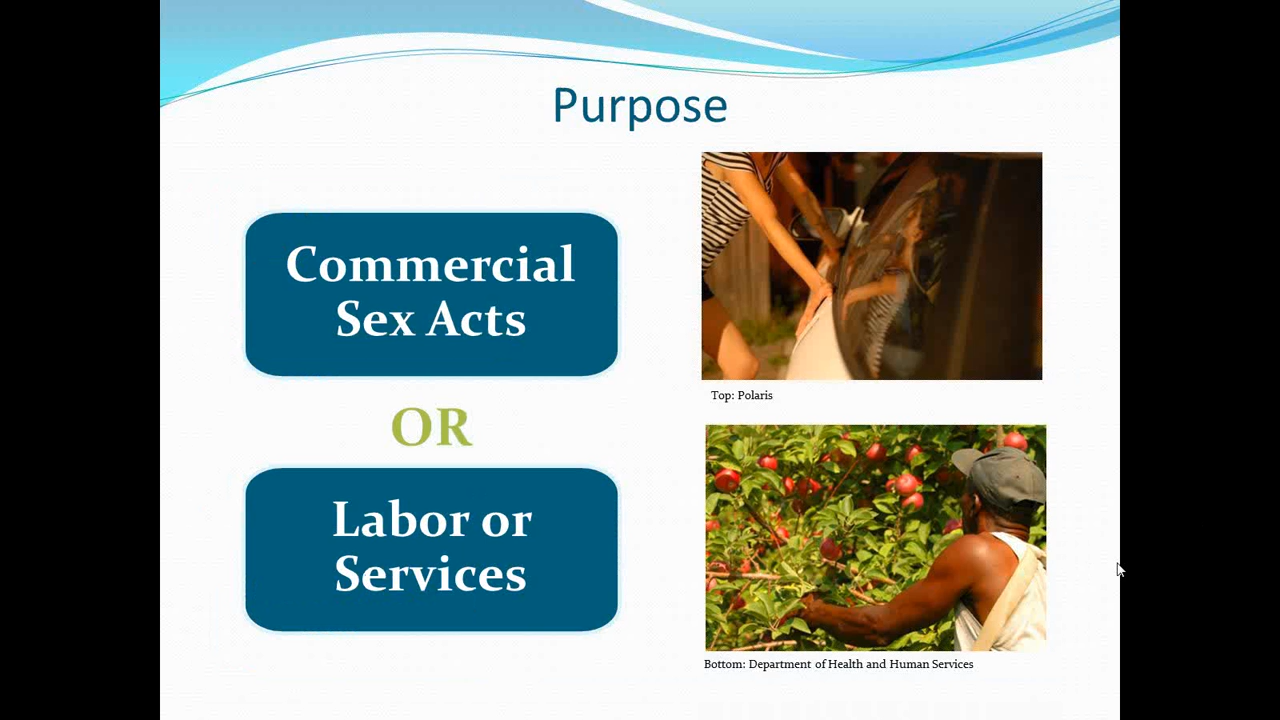 Purpose
Commercial
Sex Acts
OR
Labor or
Services
Top: Polaris
Bottom: Department of Health and Human Services